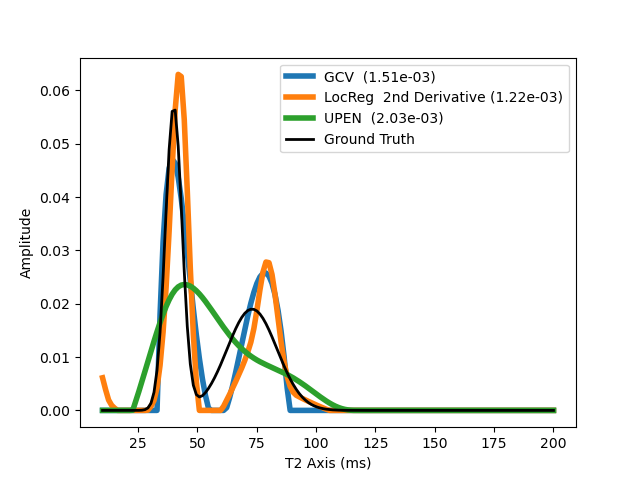 GCV  (1.51e-03)
LocReg  2nd Derivative (1.22e-03)
UPEN  (2.03e-03)
Ground Truth
0.06
0.05
0.04
0.03
0.02
0.01
0.00
Amplitude
25 50 75 100 125 150 175 200
T2 Axis (ms)